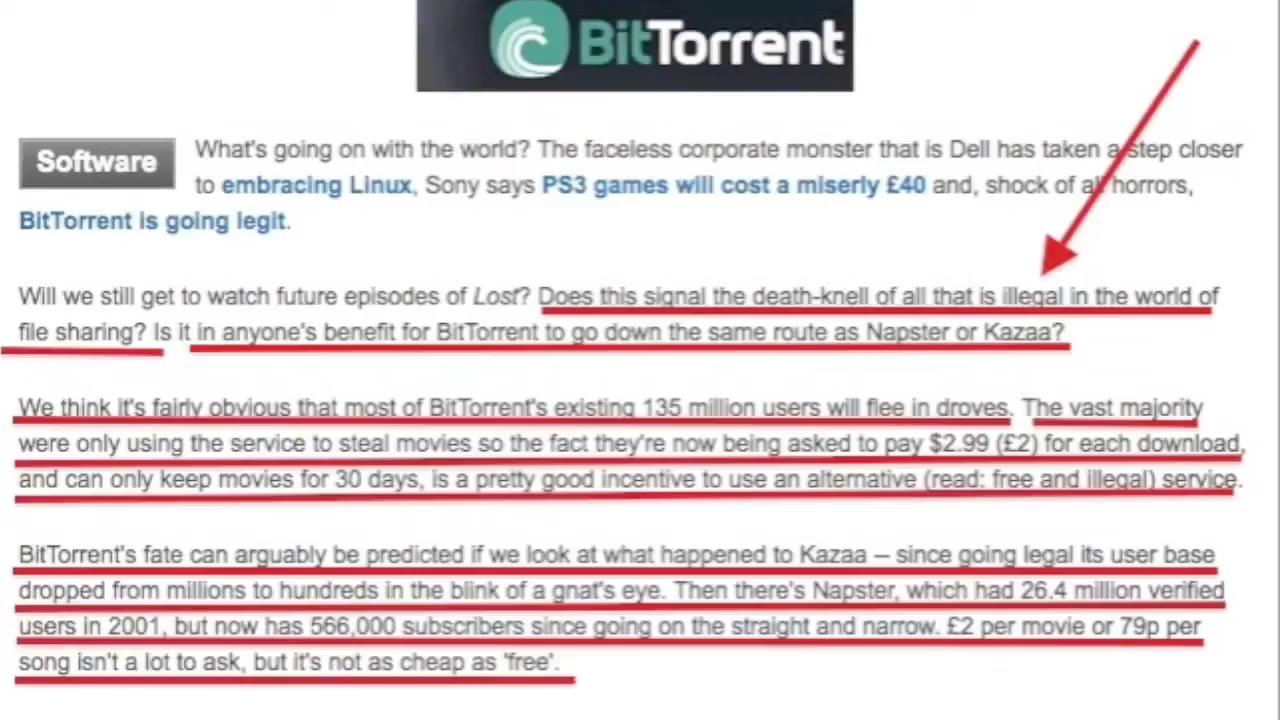 BitTorrent
Software
What's going on with the world? The faceless corporate monster that is Dell has taken a step closer
to embracing Linux, Sony says PS3 games will cost a miserly £40 and, shock of all horrors,
BitTorrent is going legit.
Will we still get to watch future episodes of Lost? Does this signal the death-knell of all that is illegal in the world of
file sharing? Is it in anyone's benefit for BitTorrent to go down the same route as Napster or Kazaa?
We think it's fairly obvious that most of BitTorrent's existing 135 million users will flee in droves. The vast majority
were only using the service to steal movies so the fact they're now being asked to pay $2.99 (£2) for each download,
and can only keep movies for 30 days, is a pretty good incentive to use an alternative (read: free and illegal) service.
BitTorrent's fate can arguably be predicted if we look at what happened to Kazaa – since going legal its user base
dropped from millions to hundreds in the blink of a gnat's eye. Then there's Napster, which had 26.4 million verified
users in 2001, but now has 566,000 subscribers since going on the straight and narrow. £2 per movie or 79p per
song isn't a lot to ask, but it's not as cheap as 'free'.